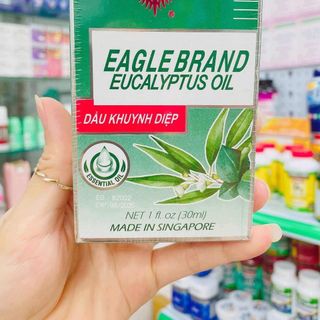 EAGLE BRAND
EUCALYPTUS OIL
DẦU KHUYNH DIỆP
ESSENTIAL OIL
NET 1 fl. oz (30ml)
MADE IN SINGAPORE